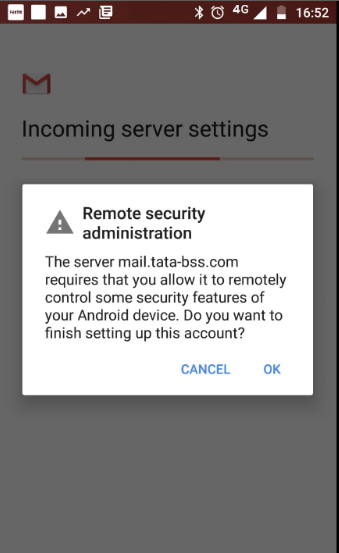 4G 16:52
Incoming server settings
Remote security
administration
The server mail.tata-bss.com
requires that you allow it to remotely
control some security features of
your Android device. Do you want to
finish setting up this account?
CANCEL OK